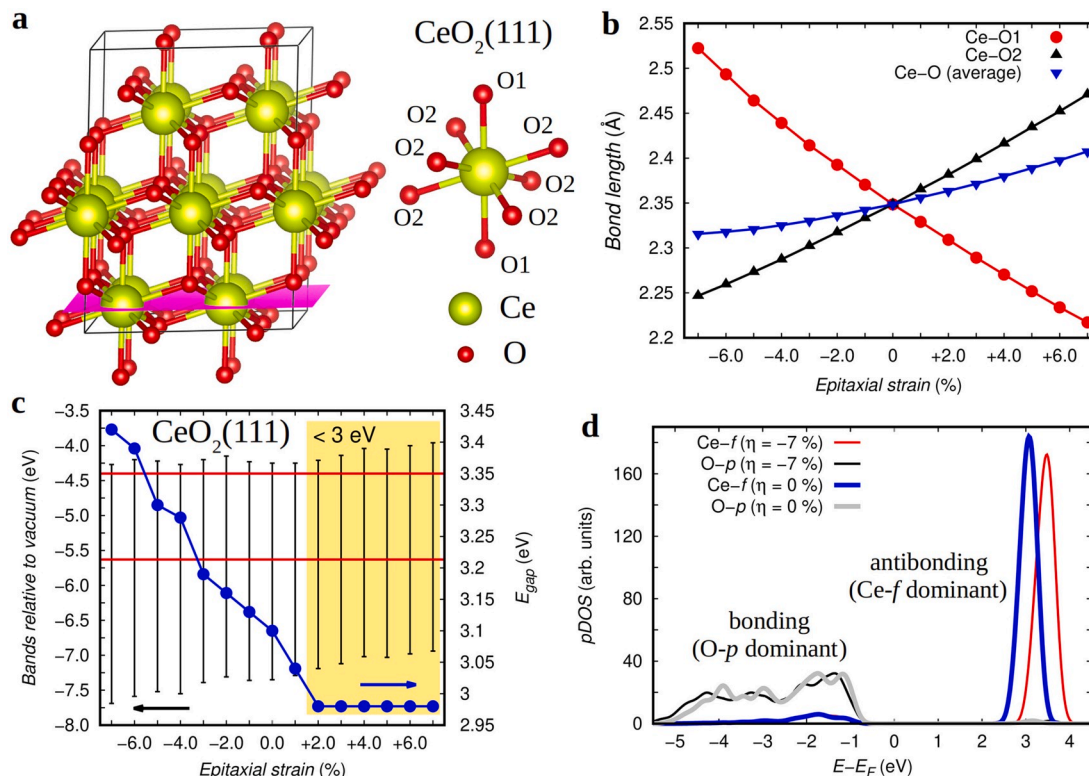 a
CeO2(111)
O1
O2
O2
O2
O2
O2
O2
O1
Ce
O
b
2.55
2.5
2.45
2.4
2.35
2.3
2.25
2.2
Bond length (Å)
Ce–O1
Ce–O2
Ce–O (average)
−6.0 −4.0 −2.0 0 +2.0 +4.0 +6.0
Epitaxial strain (%)
c
CeO2(111)
< 3 eV
−3.5
−4.0
−4.5
−5.0
−5.5
−6.0
−6.5
−7.0
−7.5
−8.0
Bands relative to vacuum (eV)
3.45
3.4
3.35
3.3
3.25
3.2
3.15
3.1
3.05
3
2.95
Egap (eV)
−6.0 −4.0 −2.0 0.0 +2.0 +4.0 +6.0
Epitaxial strain (%)
d
Ce−f (η = −7 %)
O−p (η = −7 %)
Ce−f (η = 0 %)
O−p (η = 0 %)
antibonding
(Ce-f dominant)
bonding
(O-p dominant)
160
120
80
40
0
pDOS (arb. units)
−5 −4 −3 −2 −1 0 1 2 3 4
E−EF (eV)